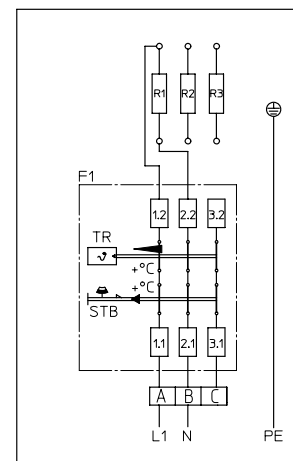 R1 R2 R3
F1
1.2 2.2 3.2
TR
ϑ
+°C
+°C
STB
1.1 2.1 3.1
A B C
L1 N PE